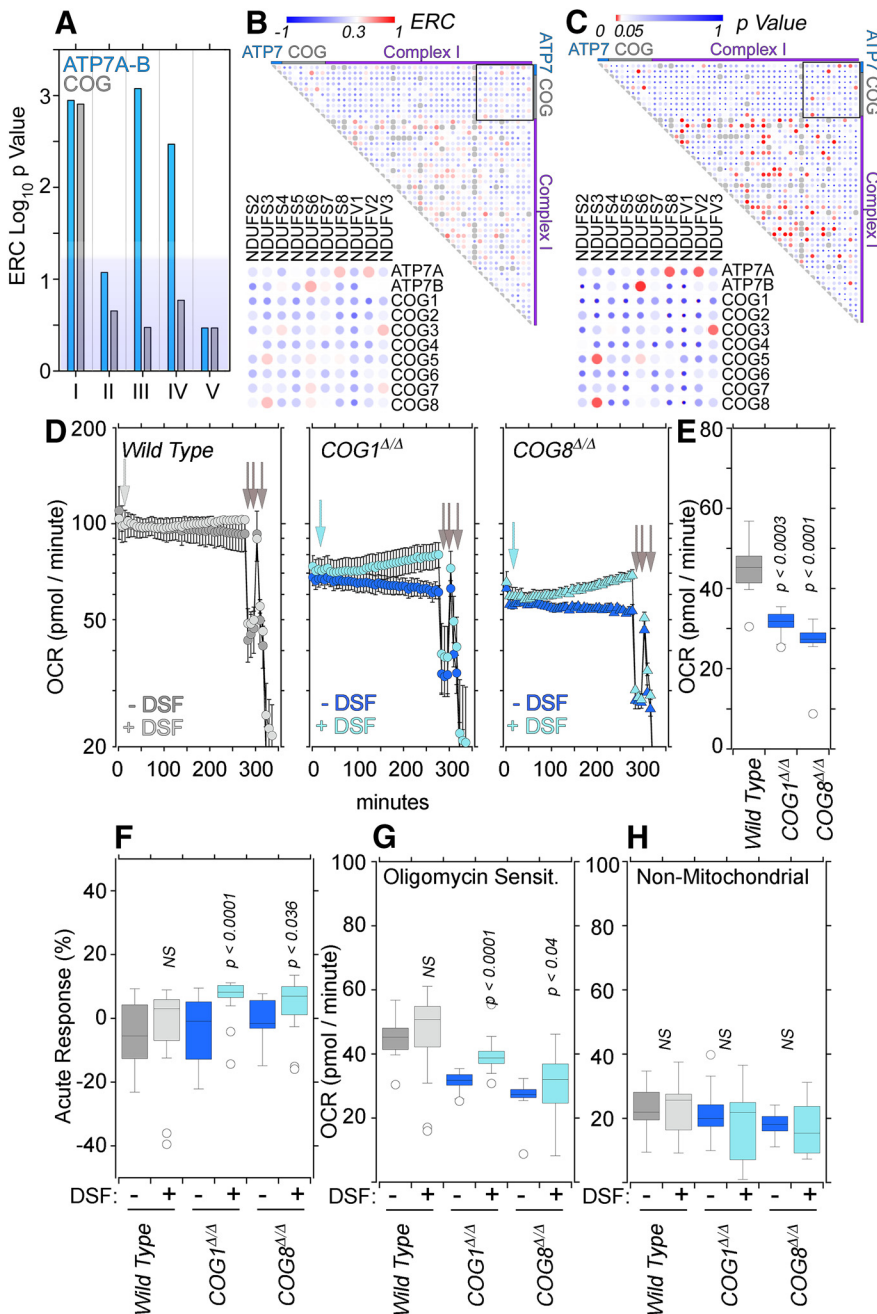 A
ATP7A-B
COG
ERC Log10 p Value
3
2
1
0
I II III IV V
B
-1 0.3 1 ERC
ATP7 COG Complex I
ATP7
COG
Complex I
NDUFS2
NDUFS3
NDUFS4
NDUFS5
NDUFS6
NDUFS7
NDUFS8
NDUFV1
NDUFV2
NDUFV3
ATP7A
ATP7B
COG1
COG2
COG3
COG4
COG5
COG6
COG7
COG8
C
0 0.05 1 p Value
ATP7 COG Complex I
ATP7
COG
Complex I
NDUFS2
NDUFS3
NDUFS4
NDUFS5
NDUFS6
NDUFS7
NDUFS8
NDUFV1
NDUFV2
NDUFV3
ATP7A
ATP7B
COG1
COG2
COG3
COG4
COG5
COG6
COG7
COG8
D
OCR (pmol / minute)
200
100
50
20
Wild Type
- DSF
+ DSF
0 100 200 300
COG1Δ/Δ
- DSF
+ DSF
0 100 200 300
COG8Δ/Δ
- DSF
+ DSF
0 100 200 300
minutes
E
OCR (pmol / minute)
80
60
40
20
0
p < 0.0003
p < 0.0001
Wild Type
COG1Δ/Δ
COG8Δ/Δ
F
Acute Response (%)
40
20
0
-20
-40
NS
p < 0.0001
p < 0.036
DSF: - + - + - +
Wild Type
COG1Δ/Δ
COG8Δ/Δ
G
OCR (pmol / minute)
100
80
60
40
20
0
Oligomycin Sensit.
NS
p < 0.0001
p < 0.04
DSF: - + - + - +
Wild Type
COG1Δ/Δ
COG8Δ/Δ
H
100
80
60
40
20
0
Non-Mitochondrial
NS
NS
NS
DSF: - + - + - +
Wild Type
COG1Δ/Δ
COG8Δ/Δ